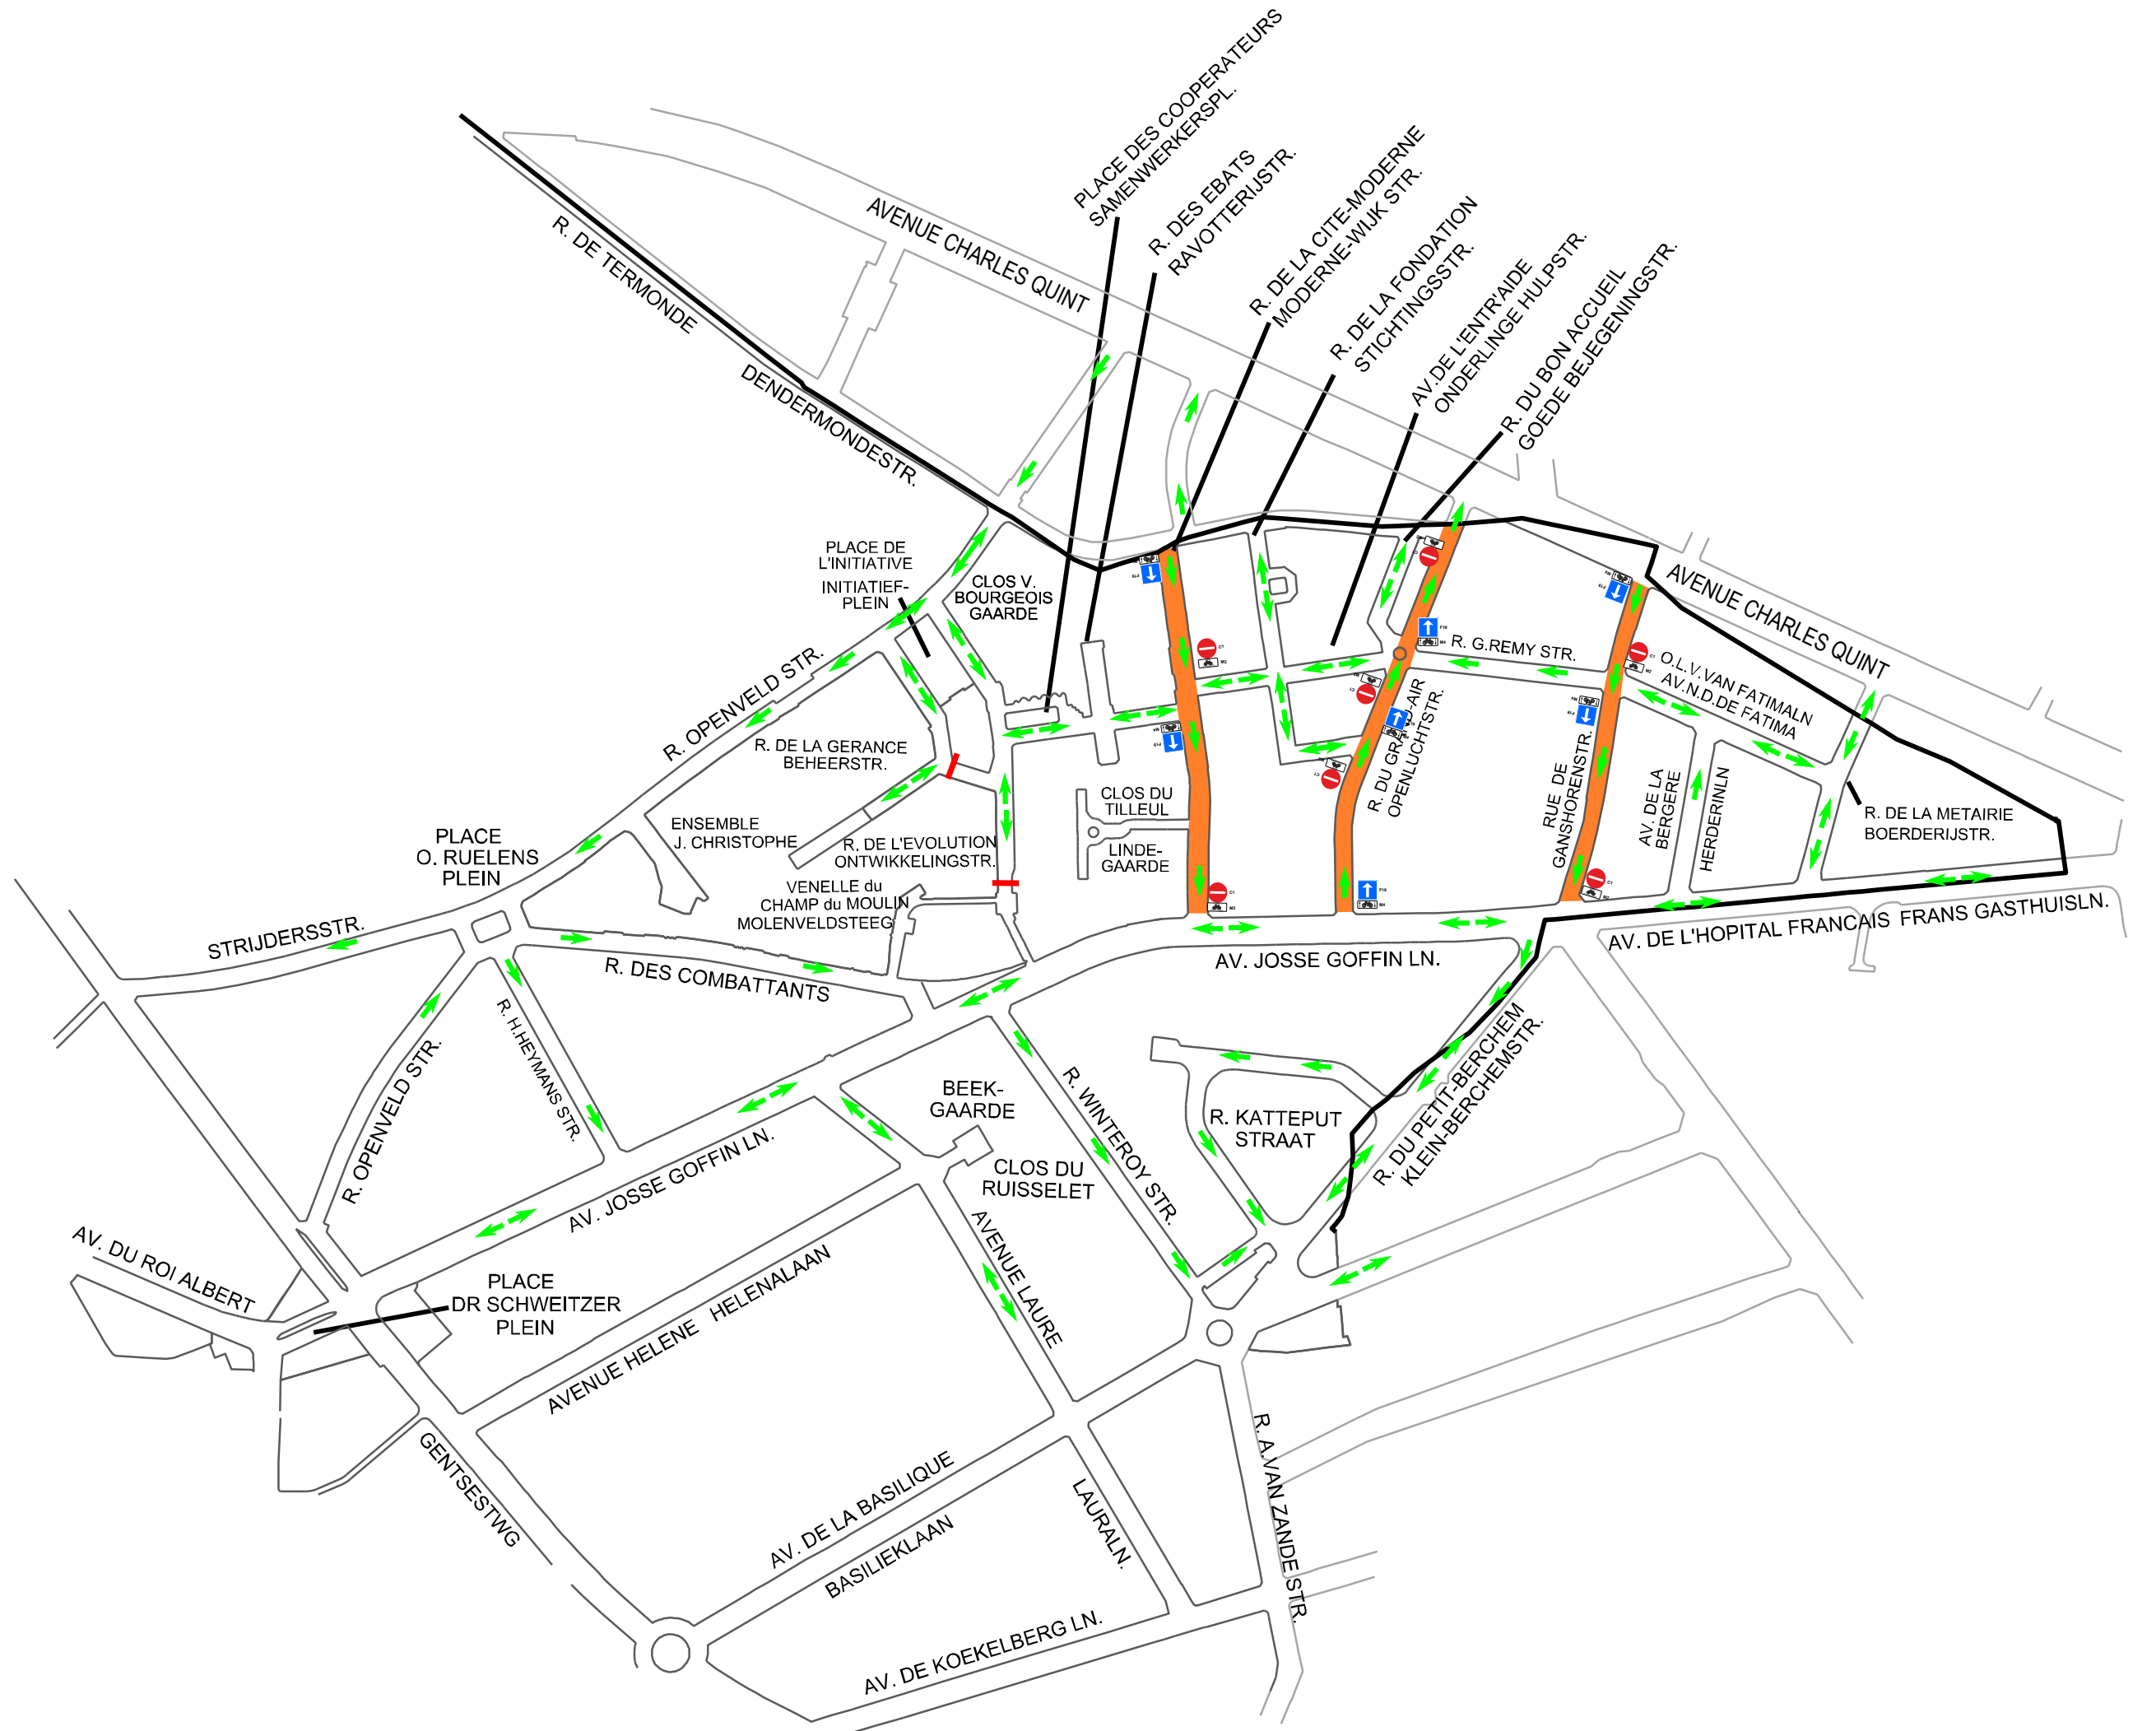 PLACE DES COOPERATEURS
SAMENWERKERSPL.
R. DES EBATS
RAVOTTERIJSTR.
R. DE LA CITE-MODERNE
MODERNE-WIJK STR.
R. DE LA FONDATION
STICHTINGSSTR.
AV.DE L'ENTR'AIDE
ONDERLINGE HULPSTR.
R. DU BON ACCUEIL
GOEDE BEJEGENINGSTR.
AVENUE CHARLES QUINT
R. DE TERMONDE
DENDERMONDESTR.
PLACE DE
L'INITIATIVE
INITIATIEF-
PLEIN
CLOS V.
BOURGEOIS
GAARDE
AVENUE CHARLES QUINT
R. OPENVELD STR.
R. G.REMY STR.
O.L.V.VAN FATIMALN
AV.N.D.DE FATIMA
R. DE LA GERANCE
BEHEERSTR.
R. DU GRAND-AIR
OPENLUCHTSTR.
RUE DE
GANSHORENSTR.
AV. DE LA
BERGERE
HERDERINLN
R. DE LA METAIRIE
BOERDERIJSTR.
CLOS DU
TILLEUL
LINDE-
GAARDE
ENSEMBLE
J. CHRISTOPHE
R. DE L'EVOLUTION
ONTWIKKELINGSTR.
PLACE
O. RUELENS
PLEIN
VENELLE du
CHAMP du MOULIN
MOLENVELDSTEEG
STRIJDERSSTR.
R. DES COMBATTANTS
AV. JOSSE GOFFIN LN.
AV. DE L'HOPITAL FRANCAIS FRANS GASTHUISLN.
R. OPENVELD STR.
R. H.HEYMANS STR.
BEEK-
GAARDE
R. WINTEROY STR.
R. KATTEPUT
STRAAT
R. DU PETIT-BERCHEM
KLEIN-BERCHEMSTR.
AV. JOSSE GOFFIN LN.
CLOS DU
RUISSELET
AV. DU ROI ALBERT
PLACE
DR SCHWEITZER
PLEIN
AVENUE HELENE HELENALAAN
AVENUE LAURE
GENTSESTWG
AV. DE LA BASILIQUE
BASILIEKLAAN
LAURALN.
R. A.VAN ZANDE STR.
AV. DE KOEKELBERG LN.